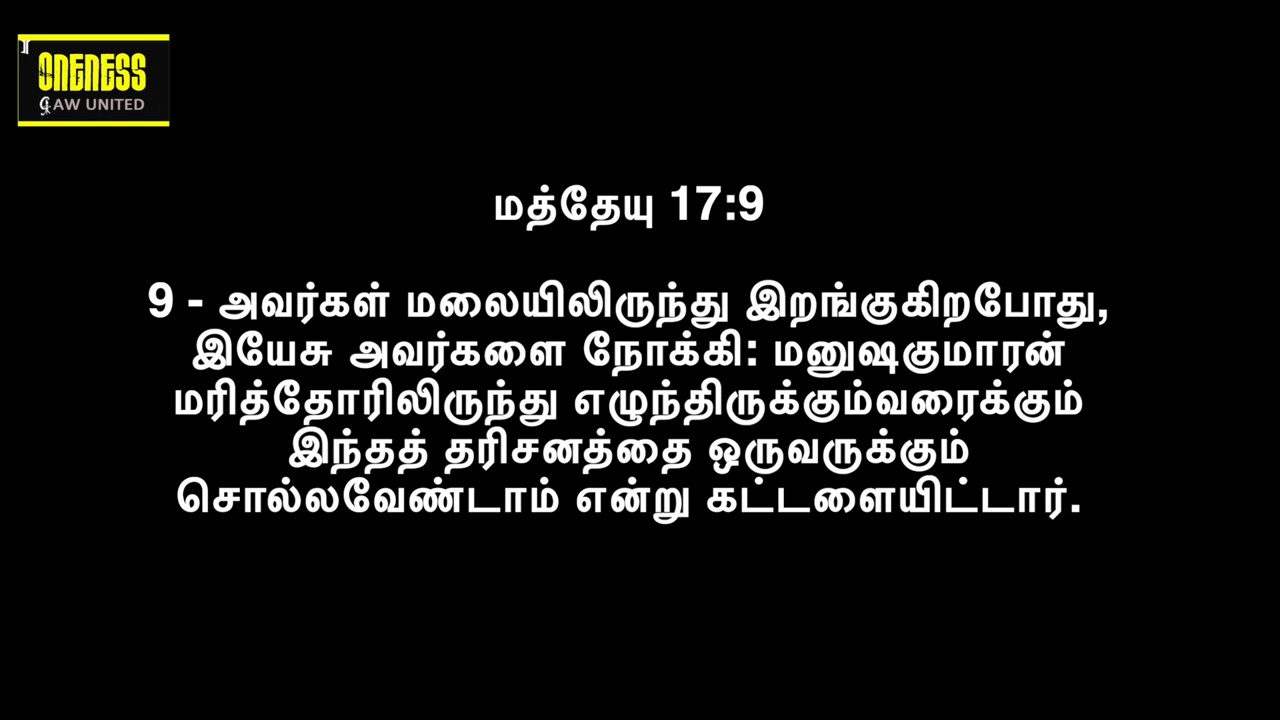 ONENESS
AW UNITED
மத்தேயு 17:9
9 - அவர்கள் மலையிலிருந்து இறங்குகிறபோது,
இயேசு அவர்களை நோக்கி: மனுஷகுமாரன்
மரித்தோரிலிருந்து எழுந்திருக்கும்வரைக்கும்
இந்தத் தரிசனத்தை ஒருவருக்கும்
சொல்லவேண்டாம் என்று கட்டளையிட்டார்.